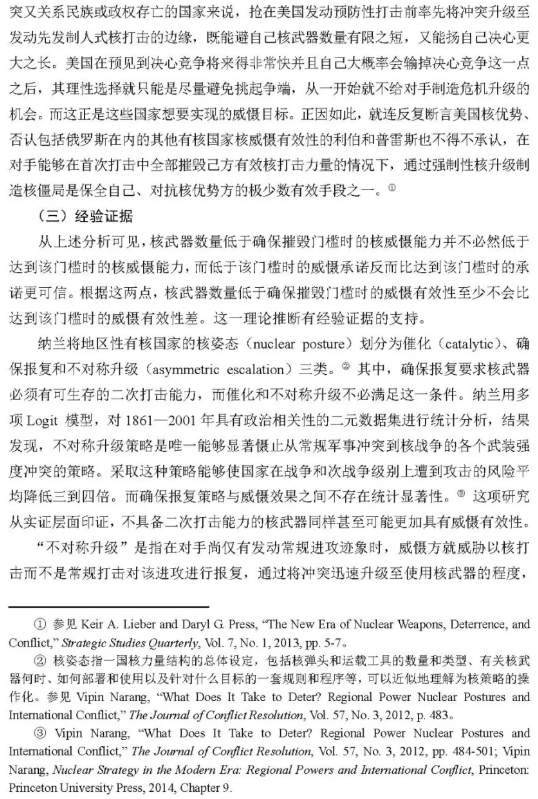 突又关系民族或政权存亡的国家来说，抢在美国发动预防性打击前率先将冲突升级至
发动先发制人式核打击的边缘，既能避自己核武器数量有限之短，又能扬自己决心更
大之长。美国在预见到决心竞争将来得非常快并且自己大概率会输掉决心竞争这一点
之后，其理性选择就只能是尽量避免挑起争端，从一开始就不给对手制造危机升级的
机会。而这正是这些国家想要实现的威慑目标。正因如此，就连反复断言美国核优势、
否认包括俄罗斯在内的其他有核国家核威慑有效性的利伯和普雷斯也不得不承认，在
对手能够在首次打击中全部摧毁己方有效核打击力量的情况下，通过强制性核升级制
造核僵局是保全自己、对抗核优势方的极少数有效手段之一。①
（三）经验证据
从上述分析可见，核武器数量低于确保摧毁门槛时的核威慑能力并不必然低于
达到该门槛时的核威慑能力，而低于该门槛时的威慑承诺反而比达到该门槛时的承
诺更可信。根据这两点，核武器数量低于确保摧毁门槛时的威慑有效性至少不会比
达到该门槛时的威慑有效性差。这一理论推断有经验证据的支持。
纳兰将地区性有核国家的核姿态（nuclear posture）划分为催化（catalytic）、确
保报复和不对称升级（asymmetric escalation）三类。② 其中，确保报复要求核武器
必须有可生存的二次打击能力，而催化和不对称升级不必满足这一条件。纳兰用多
项Logit 模型，对 1861—2001 年具有政治相关性的二元数据集进行统计分析，结果
发现，不对称升级策略是唯一能够显著慑止从常规军事冲突到核战争的各个武装强
度冲突的策略。采取这种策略能够使国家在战争和次战争级别上遭到攻击的风险平
均降低三到四倍。而确保报复策略与威慑效果之间不存在统计显著性。③ 这项研究
从实证层面印证，不具备二次打击能力的核武器同样甚至可能更加具有威慑有效性。
“不对称升级”是指在对手尚仅有发动常规进攻迹象时，威慑方就威胁以核打
击而不是常规打击对该进攻进行报复，通过将冲突迅速升级至使用核武器的程度，
① 参见 Keir A. Lieber and Daryl G. Press, “The New Era of Nuclear Weapons, Deterrence, and
Conflict,” Strategic Studies Quarterly, Vol. 7, No. 1, 2013, pp. 5-7。
② 核姿态指一国核力量结构的总体设定，包括核弹头和运载工具的数量和类型、有关核武
器何时、如何部署和使用以及针对什么目标的一套规则和程序等，可以近似地理解为核策略的操
作化。参见 Vipin Narang, “What Does It Take to Deter? Regional Power Nuclear Postures and
International Conflict,” The Journal of Conflict Resolution, Vol. 57, No. 3, 2012, p. 483。
③ Vipin Narang, “What Does It Take to Deter? Regional Power Nuclear Postures and
International Conflict,” The Journal of Conflict Resolution, Vol. 57, No. 3, 2012, pp. 484-501; Vipin
Narang, Nuclear Strategy in the Modern Era: Regional Powers and International Conflict, Princeton:
Princeton University Press, 2014, Chapter 9.